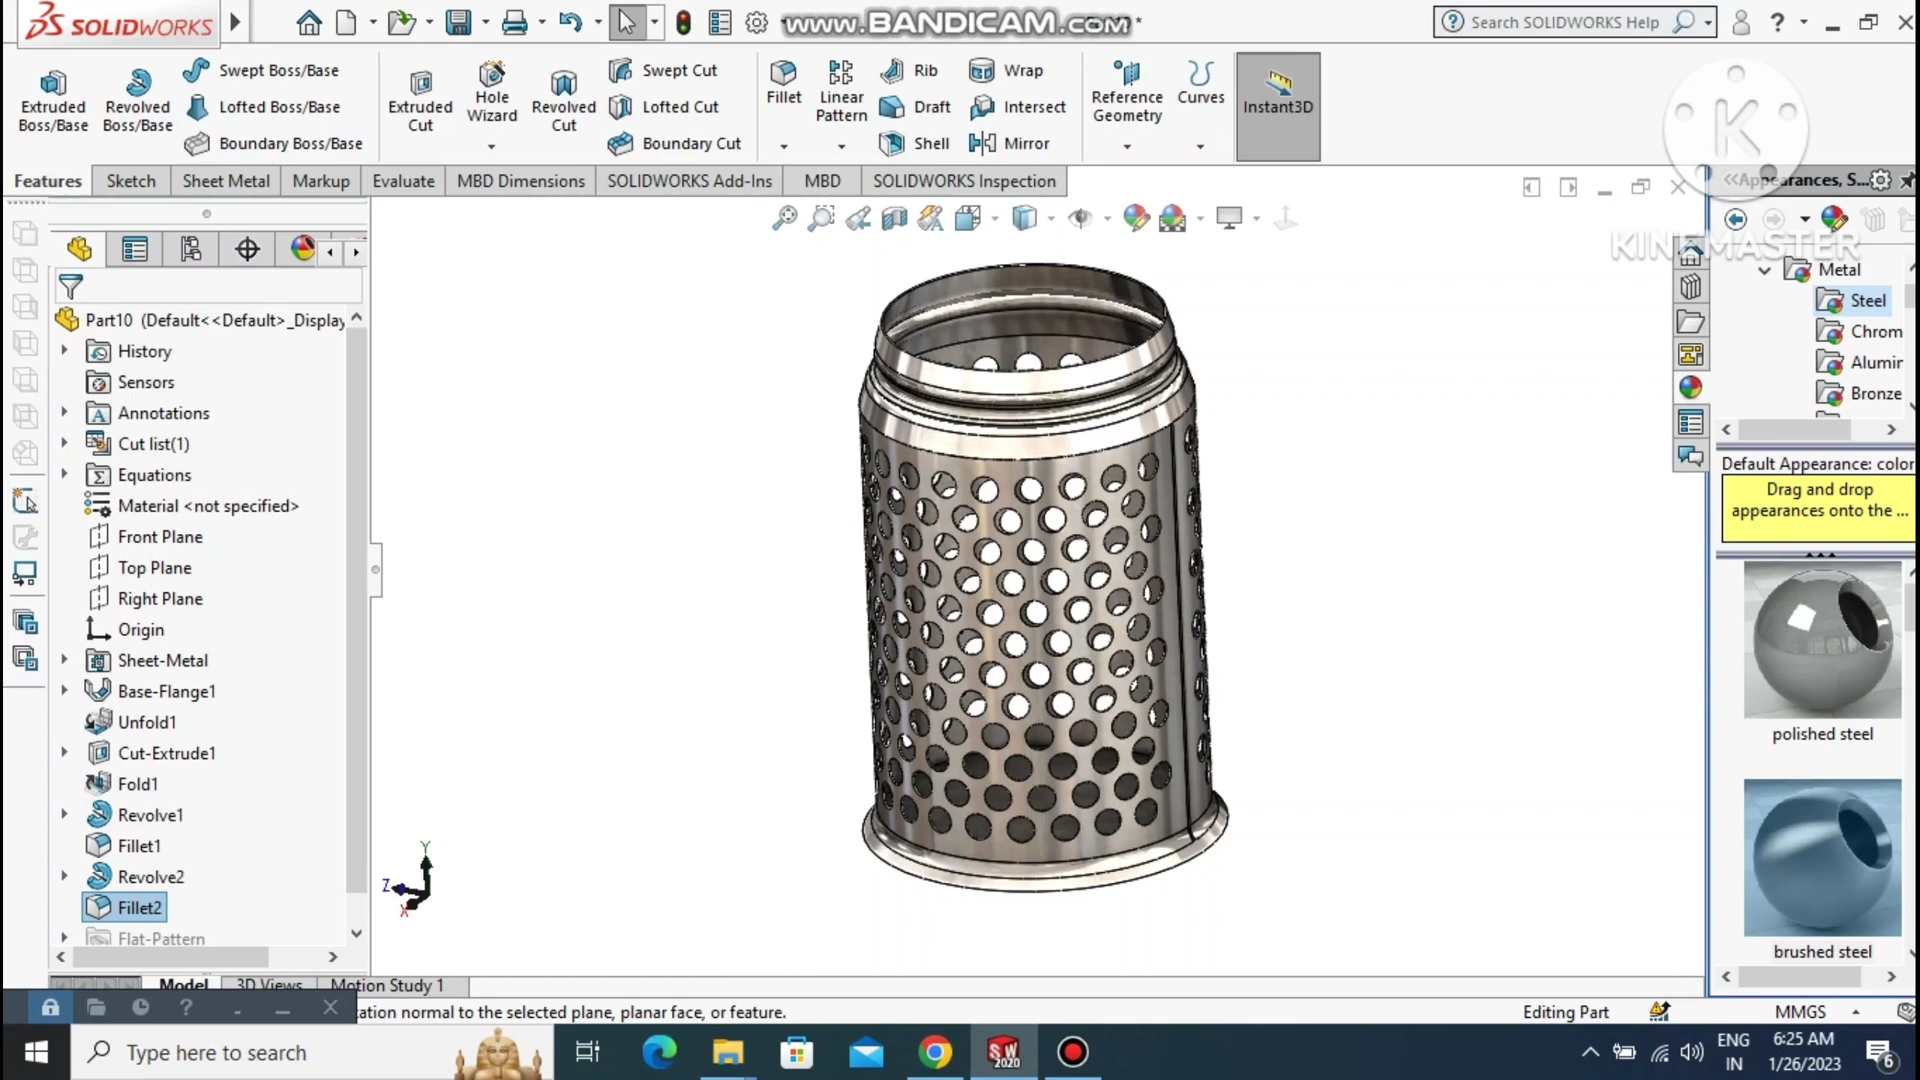 SOLIDWORKS
www.BANDICAM.com
*
Search SOLIDWORKS Help
?
Extruded Boss/Base
Revolved Boss/Base
Swept Boss/Base
Lofted Boss/Base
Boundary Boss/Base
Extruded Cut
Hole Wizard
Revolved Cut
Swept Cut
Lofted Cut
Boundary Cut
Fillet
Linear Pattern
Rib
Draft
Shell
Wrap
Intersect
Mirror
Reference Geometry
Curves
Instant3D
K
Features
Sketch
Sheet Metal
Markup
Evaluate
MBD Dimensions
SOLIDWORKS Add-Ins
MBD
SOLIDWORKS Inspection
Appearances, S...
KINEMASTER
Part10 (Default<<Default>_Display
History
Sensors
Annotations
Cut list(1)
Equations
Material <not specified>
Front Plane
Top Plane
Right Plane
Origin
Sheet-Metal
Base-Flange1
Unfold1
Cut-Extrude1
Fold1
Revolve1
Fillet1
Revolve2
Fillet2
Flat-Pattern
Y
Z
X
Metal
Steel
Chrom
Alumin
Bronze
Default Appearance: color
Drag and drop
appearances onto the ...
polished steel
brushed steel
Model
3D Views
Motion Study 1
tation normal to the selected plane, planar face, or feature.
Editing Part
MMGS
Type here to search
SW
2020
ENG
IN
6:25 AM
1/26/2023
6